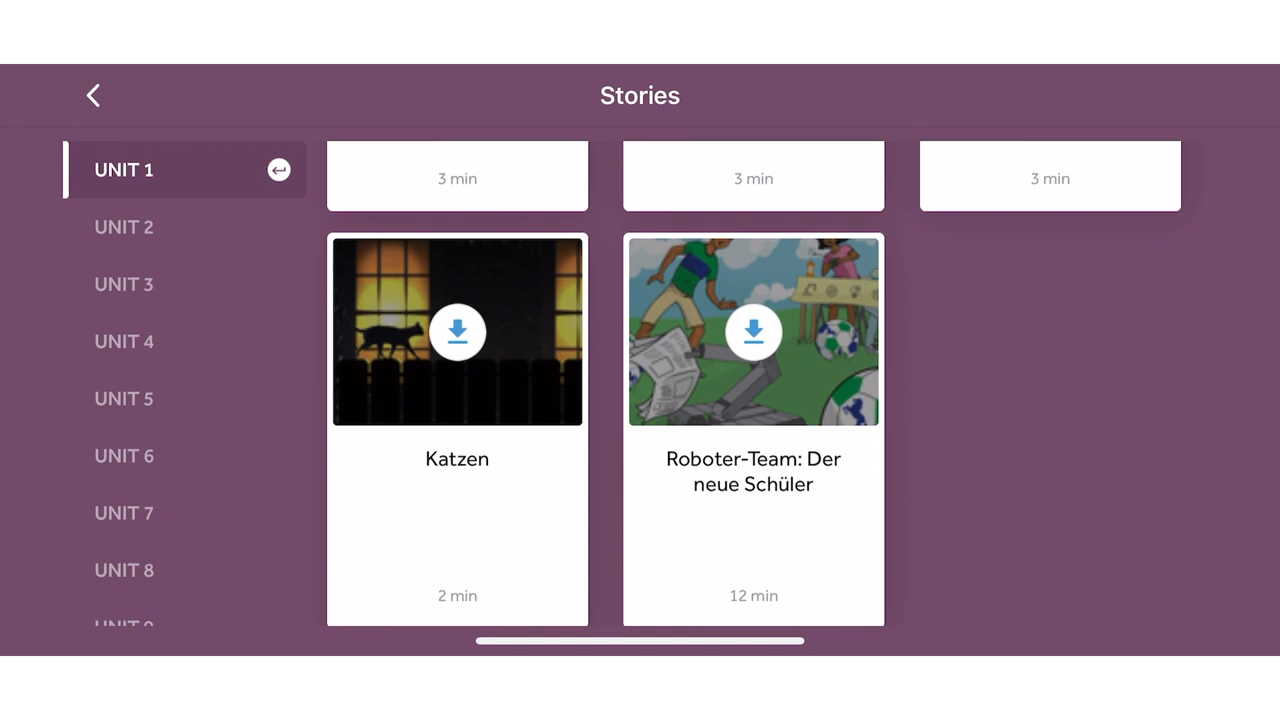 Stories
UNIT 1
UNIT 2
UNIT 3
UNIT 4
UNIT 5
UNIT 6
UNIT 7
UNIT 8
3 min
3 min
3 min
Katzen
2 min
Roboter-Team: Der
neue Schüler
12 min